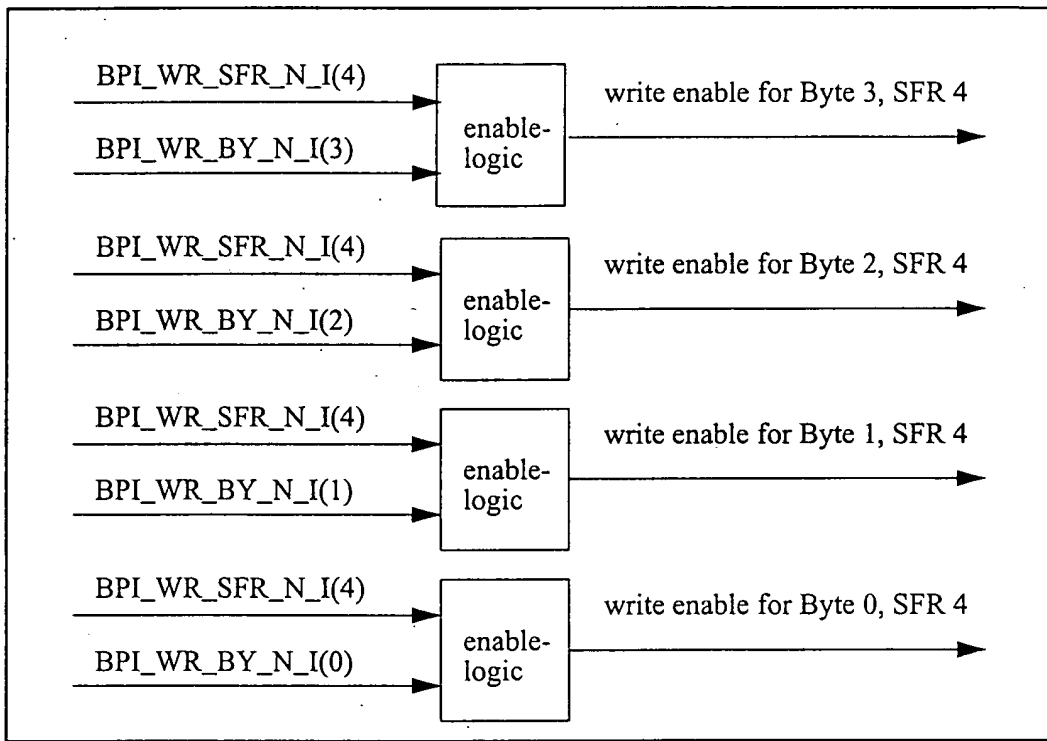 BPI_WR_SFR_N_I(4)
BPI_WR_BY_N_I(3)
enable-
logic
write enable for Byte 3, SFR 4
BPI_WR_SFR_N_I(4)
BPI_WR_BY_N_I(2)
enable-
logic
write enable for Byte 2, SFR 4
BPI_WR_SFR_N_I(4)
BPI_WR_BY_N_I(1)
enable-
logic
write enable for Byte 1, SFR 4
BPI_WR_SFR_N_I(4)
BPI_WR_BY_N_I(0)
enable-
logic
write enable for Byte 0, SFR 4